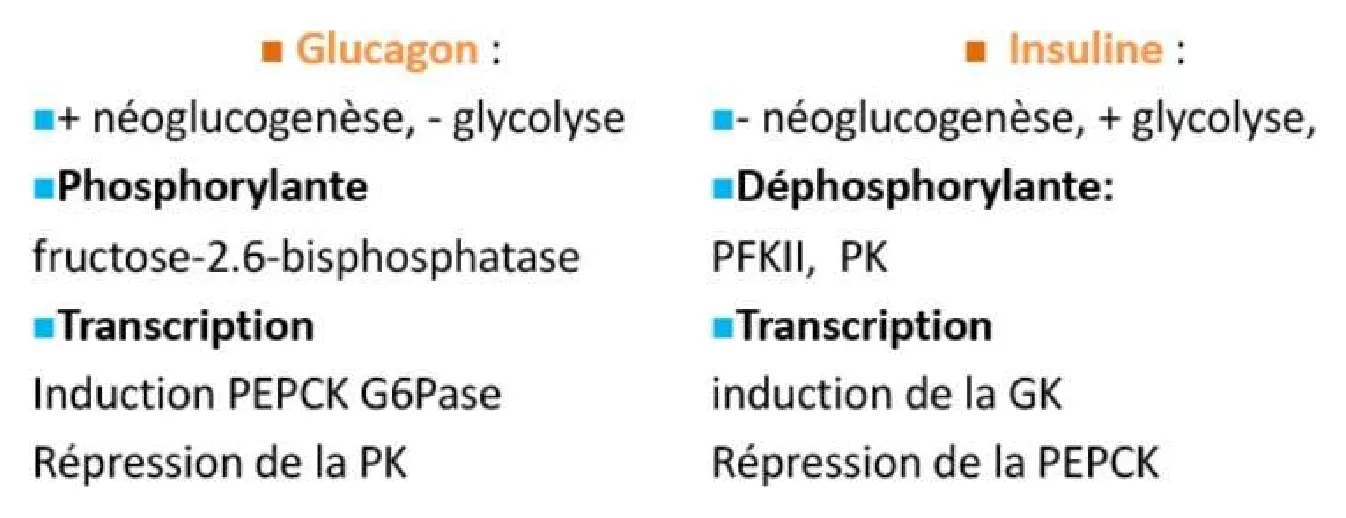 ■ Glucagon :
■+ néoglucogenèse, - glycolyse
■Phosphorylante
fructose-2.6-bisphosphatase
■Transcription
Induction PEPCK G6Pase
Répression de la PK
■ Insuline :
■- néoglucogenèse, + glycolyse,
■Déphosphorylante:
PFKII, PK
■Transcription
induction de la GK
Répression de la PEPCK